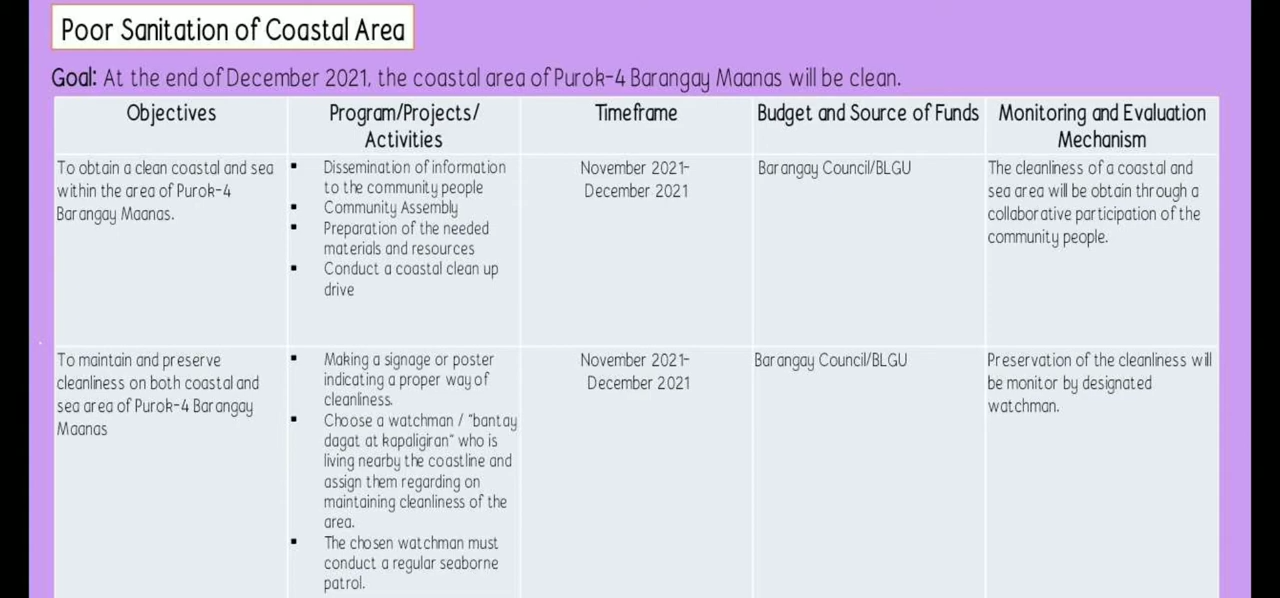 Poor Sanitation of Coastal Area
Goal: At the end of December 2021, the coastal area of Purok-4 Barangay Maanas will be clean.
Objectives
Program/Projects/
Activities
Timeframe
Budget and Source of Funds
Monitoring and Evaluation
Mechanism
To obtain a clean coastal and sea
within the area of Purok-4
Barangay Maanas.
▪ Dissemination of information
to the community people
▪ Community Assembly
▪ Preparation of the needed
materials and resources
▪ Conduct a coastal clean up
drive
November 2021-
December 2021
Barangay Council/BLGU
The cleanliness of a coastal and
sea area will be obtain through a
collaborative participation of the
community people.
To maintain and preserve
cleanliness on both coastal and
sea area of Purok-4 Barangay
Maanas
▪ Making a signage or poster
indicating a proper way of
cleanliness.
▪ Choose a watchman / "bantay
dagat at kapaligiran" who is
living nearby the coastline and
assign them regarding on
maintaining cleanliness of the
area.
▪ The chosen watchman must
conduct a regular seaborne
patrol.
November 2021-
December 2021
Barangay Council/BLGU
Preservation of the cleanliness will
be monitor by designated
watchman.